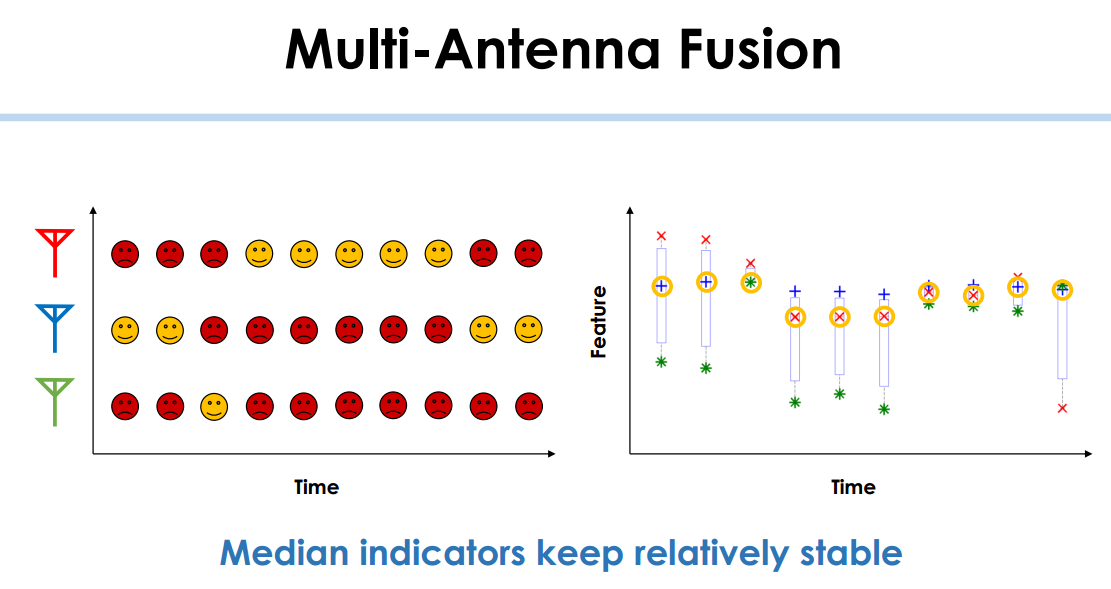 Multi-Antenna Fusion
Time
Feature
Time
Median indicators keep relatively stable